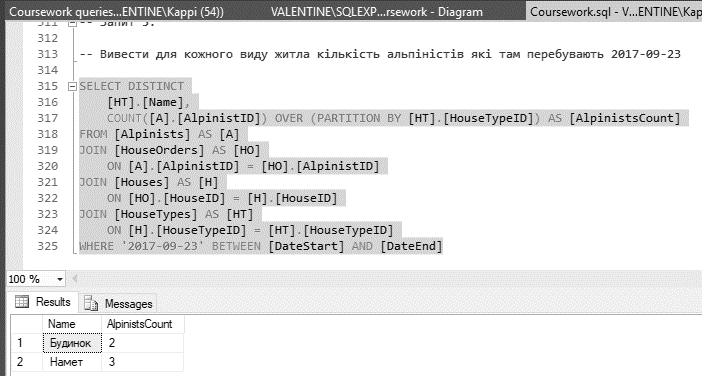 Coursework queries...ENTINE\Kappi (54))
VALENTINE\SQLEXP...rsework - Diagram
Coursework.sql - V...ENTINE\Kap
311 -- Запит 5.
312
313 -- Вивести для кожного виду житла кількість альпіністів які там перебувають 2017-09-23
314
315 SELECT DISTINCT
316 [HT].[Name],
317 COUNT([A].[AlpinistID]) OVER (PARTITION BY [HT].[HouseTypeID]) AS [AlpinistsCount]
318 FROM [Alpinists] AS [A]
319 JOIN [HouseOrders] AS [HO]
320 ON [A].[AlpinistID] = [HO].[AlpinistID]
321 JOIN [Houses] AS [H]
322 ON [HO].[HouseID] = [H].[HouseID]
323 JOIN [HouseTypes] AS [HT]
324 ON [H].[HouseTypeID] = [HT].[HouseTypeID]
325 WHERE '2017-09-23' BETWEEN [DateStart] AND [DateEnd]
100 %
Results Messages
Name AlpinistsCount
1 Будинок 2
2 Намет 3